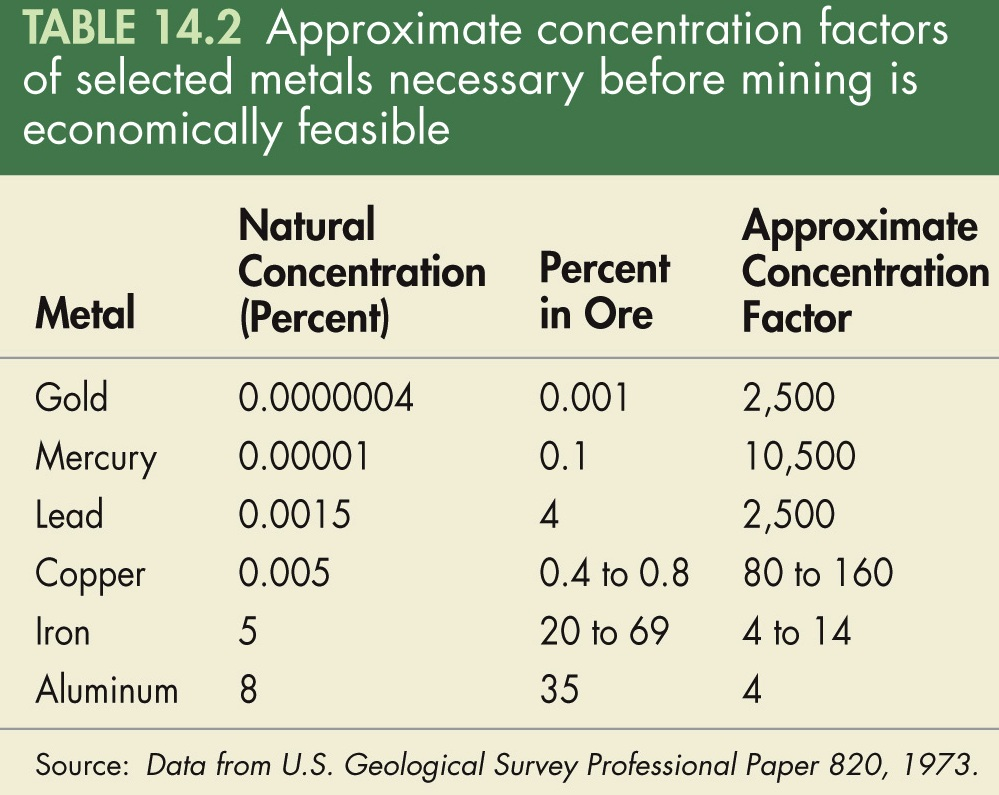 TABLE 14.2 Approximate concentration factors
of selected metals necessary before mining is
economically feasible
Metal Natural Concentration (Percent) Percent in Ore Approximate Concentration Factor
Gold 0.0000004 0.001 2,500
Mercury 0.00001 0.1 10,500
Lead 0.0015 4 2,500
Copper 0.005 0.4 to 0.8 80 to 160
Iron 5 20 to 69 4 to 14
Aluminum 8 35 4
Source: Data from U.S. Geological Survey Professional Paper 820, 1973.